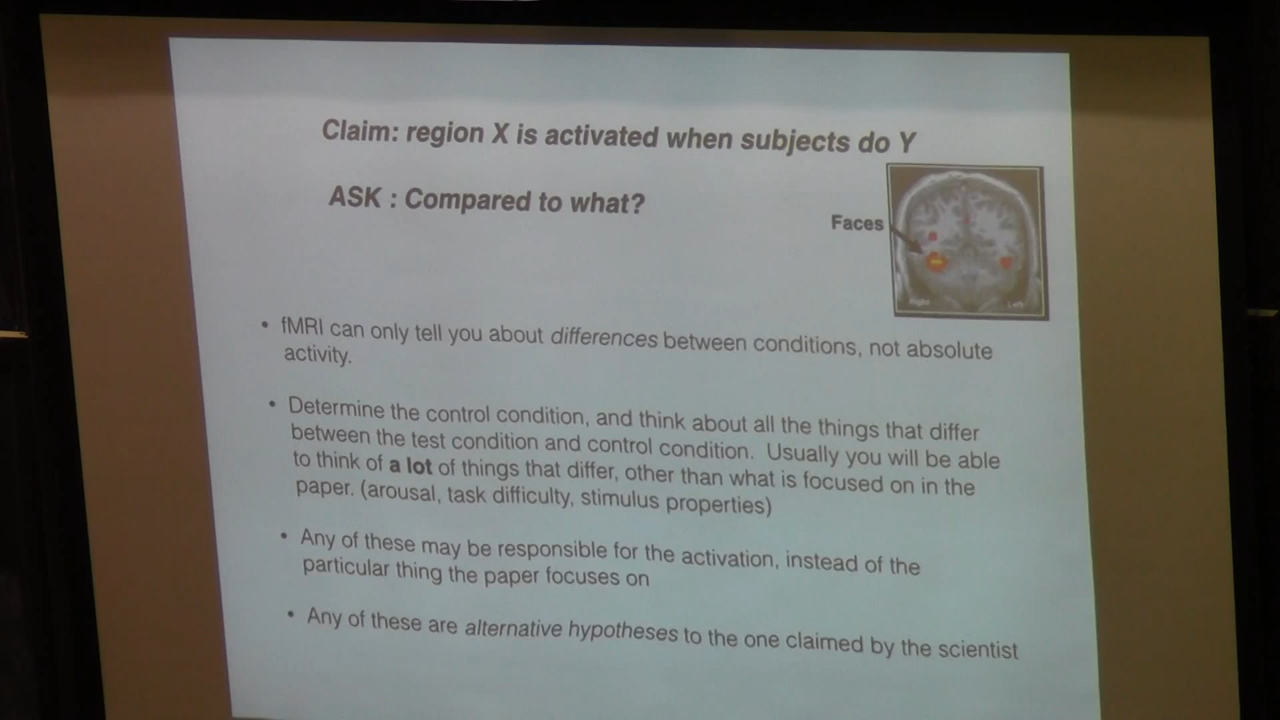 Claim: region X is activated when subjects do Y
ASK : Compared to what?
Faces
Right
Left
• fMRI can only tell you about differences between conditions, not absolute
activity.
• Determine the control condition, and think about all the things that differ
between the test condition and control condition. Usually you will be able
to think of a lot of things that differ, other than what is focused on in the
paper. (arousal, task difficulty, stimulus properties)
• Any of these may be responsible for the activation, instead of the
particular thing the paper focuses on
• Any of these are alternative hypotheses to the one claimed by the scientist